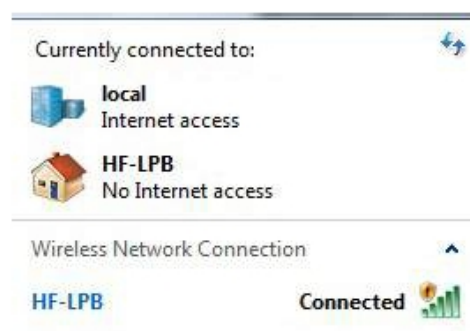 Currently connected to:
local
Internet access
HF-LPB
No Internet access
Wireless Network Connection
HF-LPB Connected